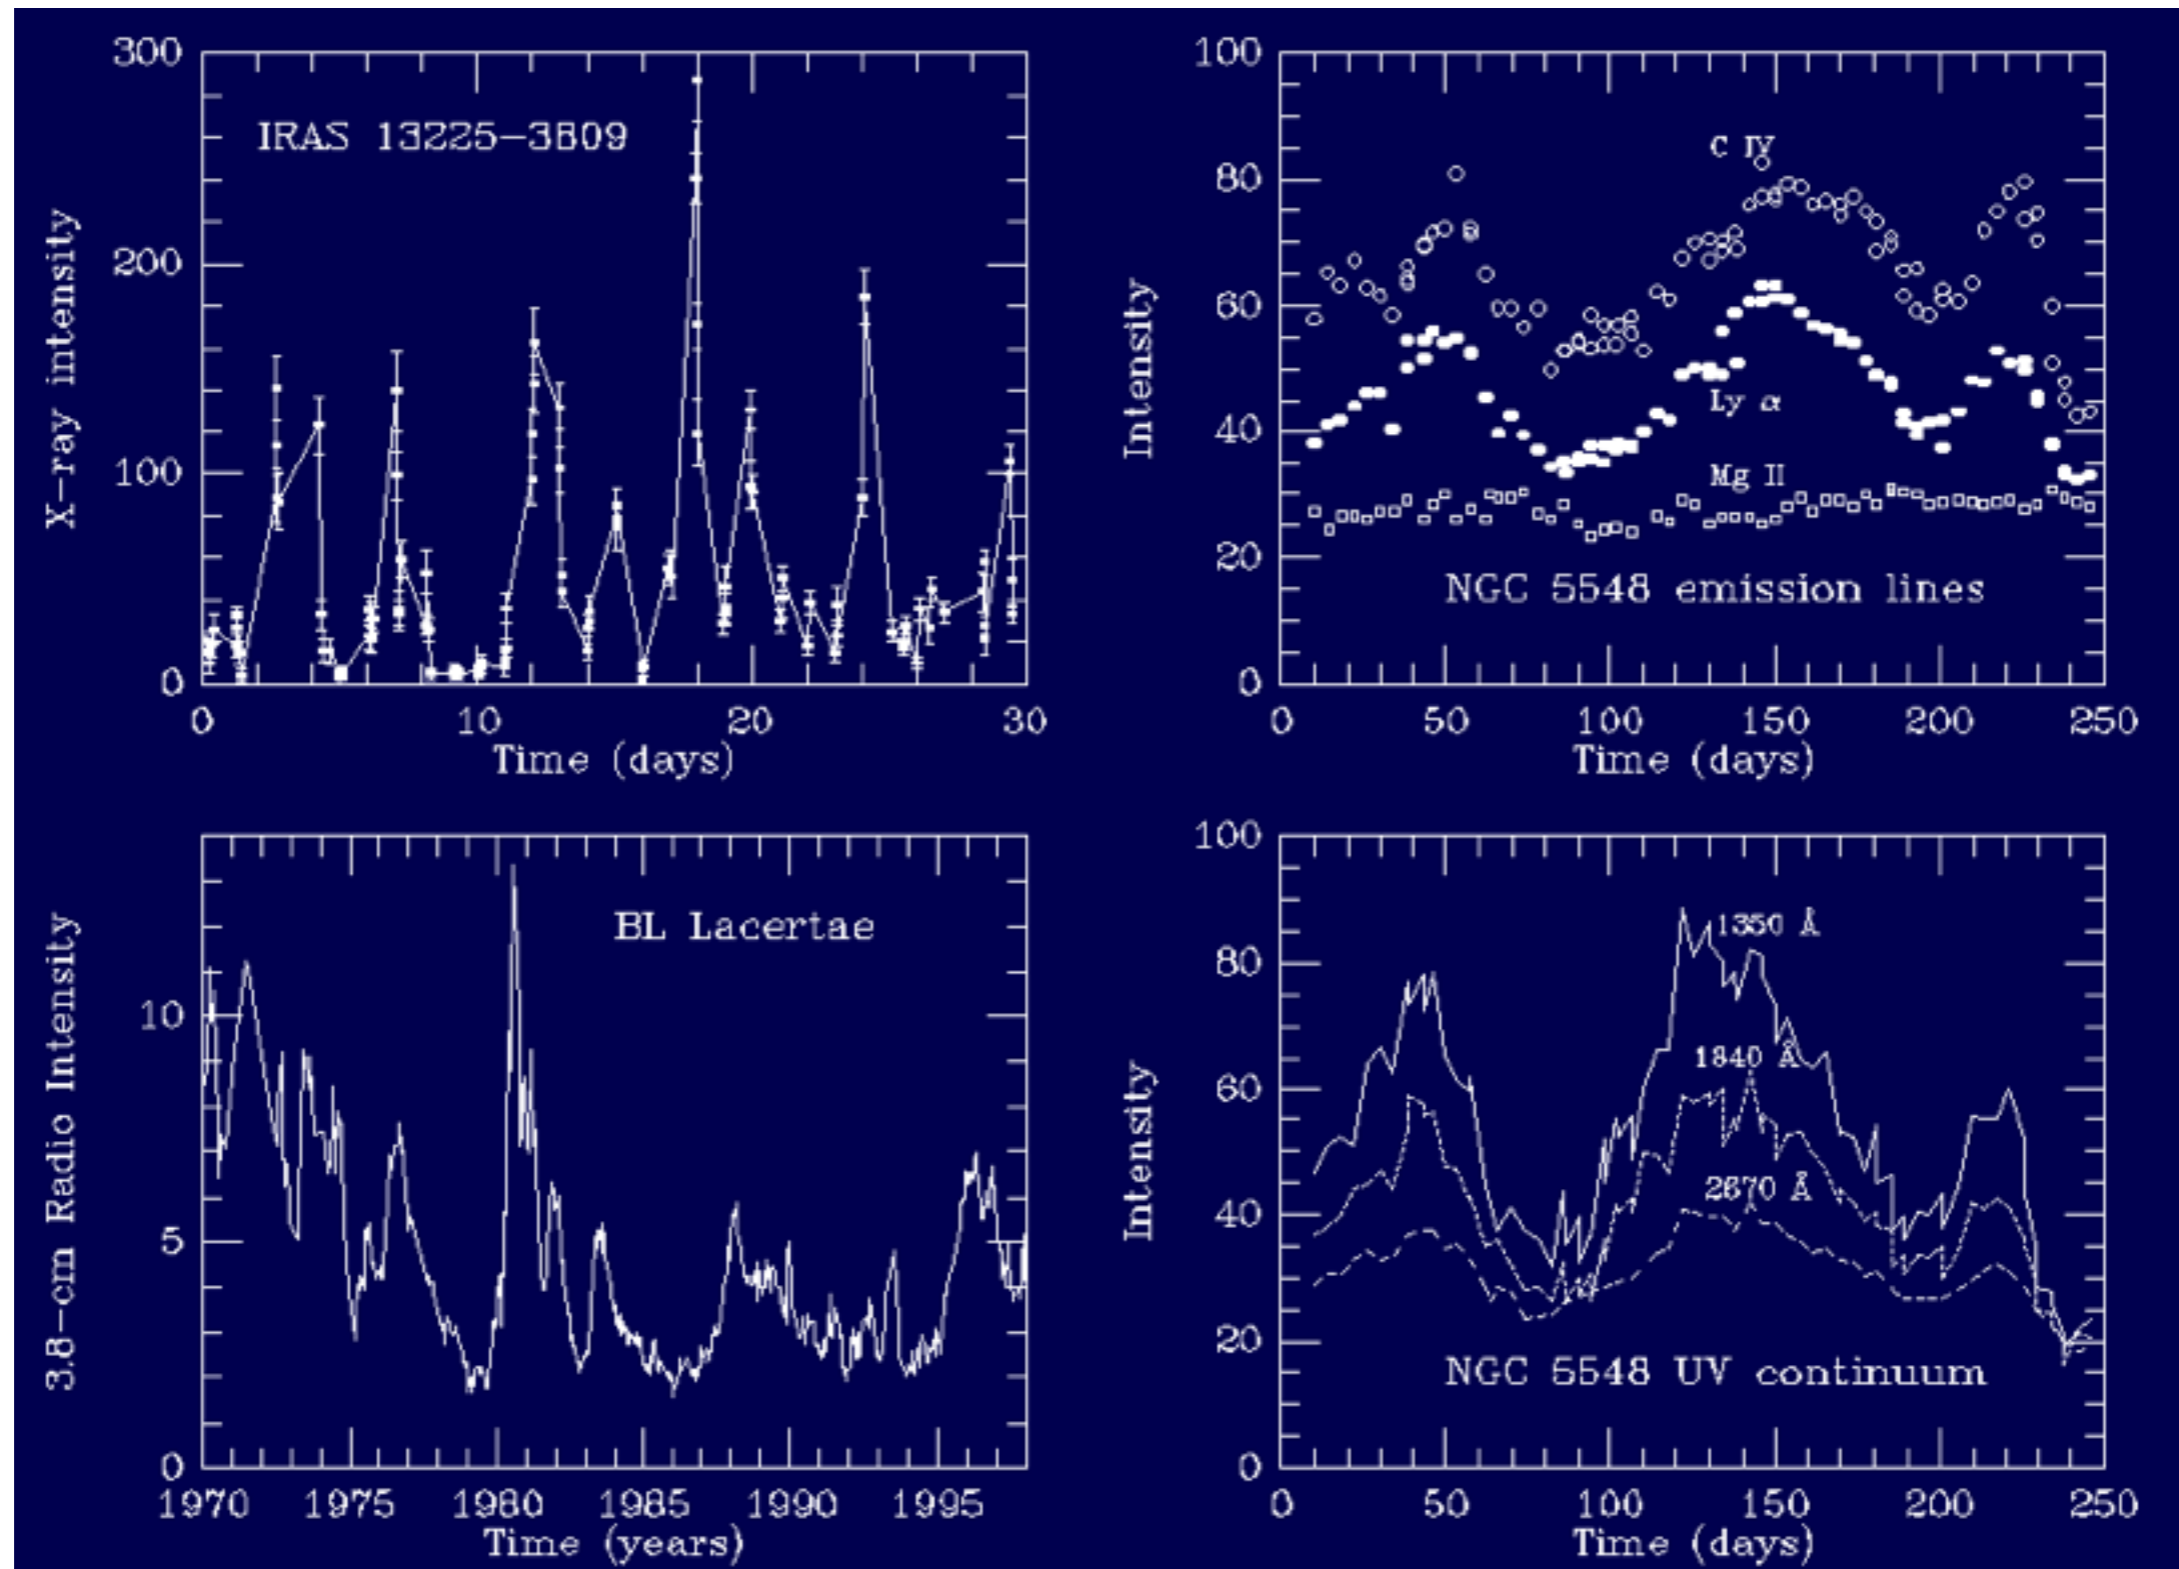 300
200
100
0
X-ray intensity
IRAS 13225-3809
0 10 20 30
Time (days)
100
80
60
40
20
0
Intensity
C IV
Ly α
Mg II
NGC 5548 emission lines
0 50 100 150 200 250
Time (days)
10
5
0
3.8-cm Radio Intensity
BL Lacertae
1970 1975 1980 1985 1990 1995
Time (years)
100
80
60
40
20
0
Intensity
1350 Å
1840 Å
2670 Å
NGC 5548 UV continuum
0 50 100 150 200 250
Time (days)